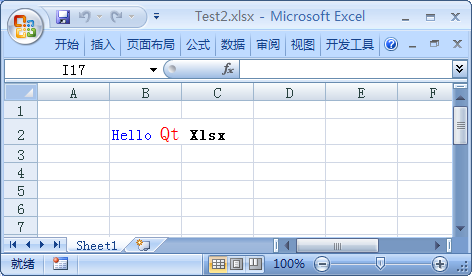 Test2.xlsx - Microsoft Excel
开始 插入 页面布局 公式 数据 审阅 视图 开发工具
I17 fx
A B C D E F
1
2 Hello Qt Xlsx
3
4
5
6
7
Sheet1
就绪 100%